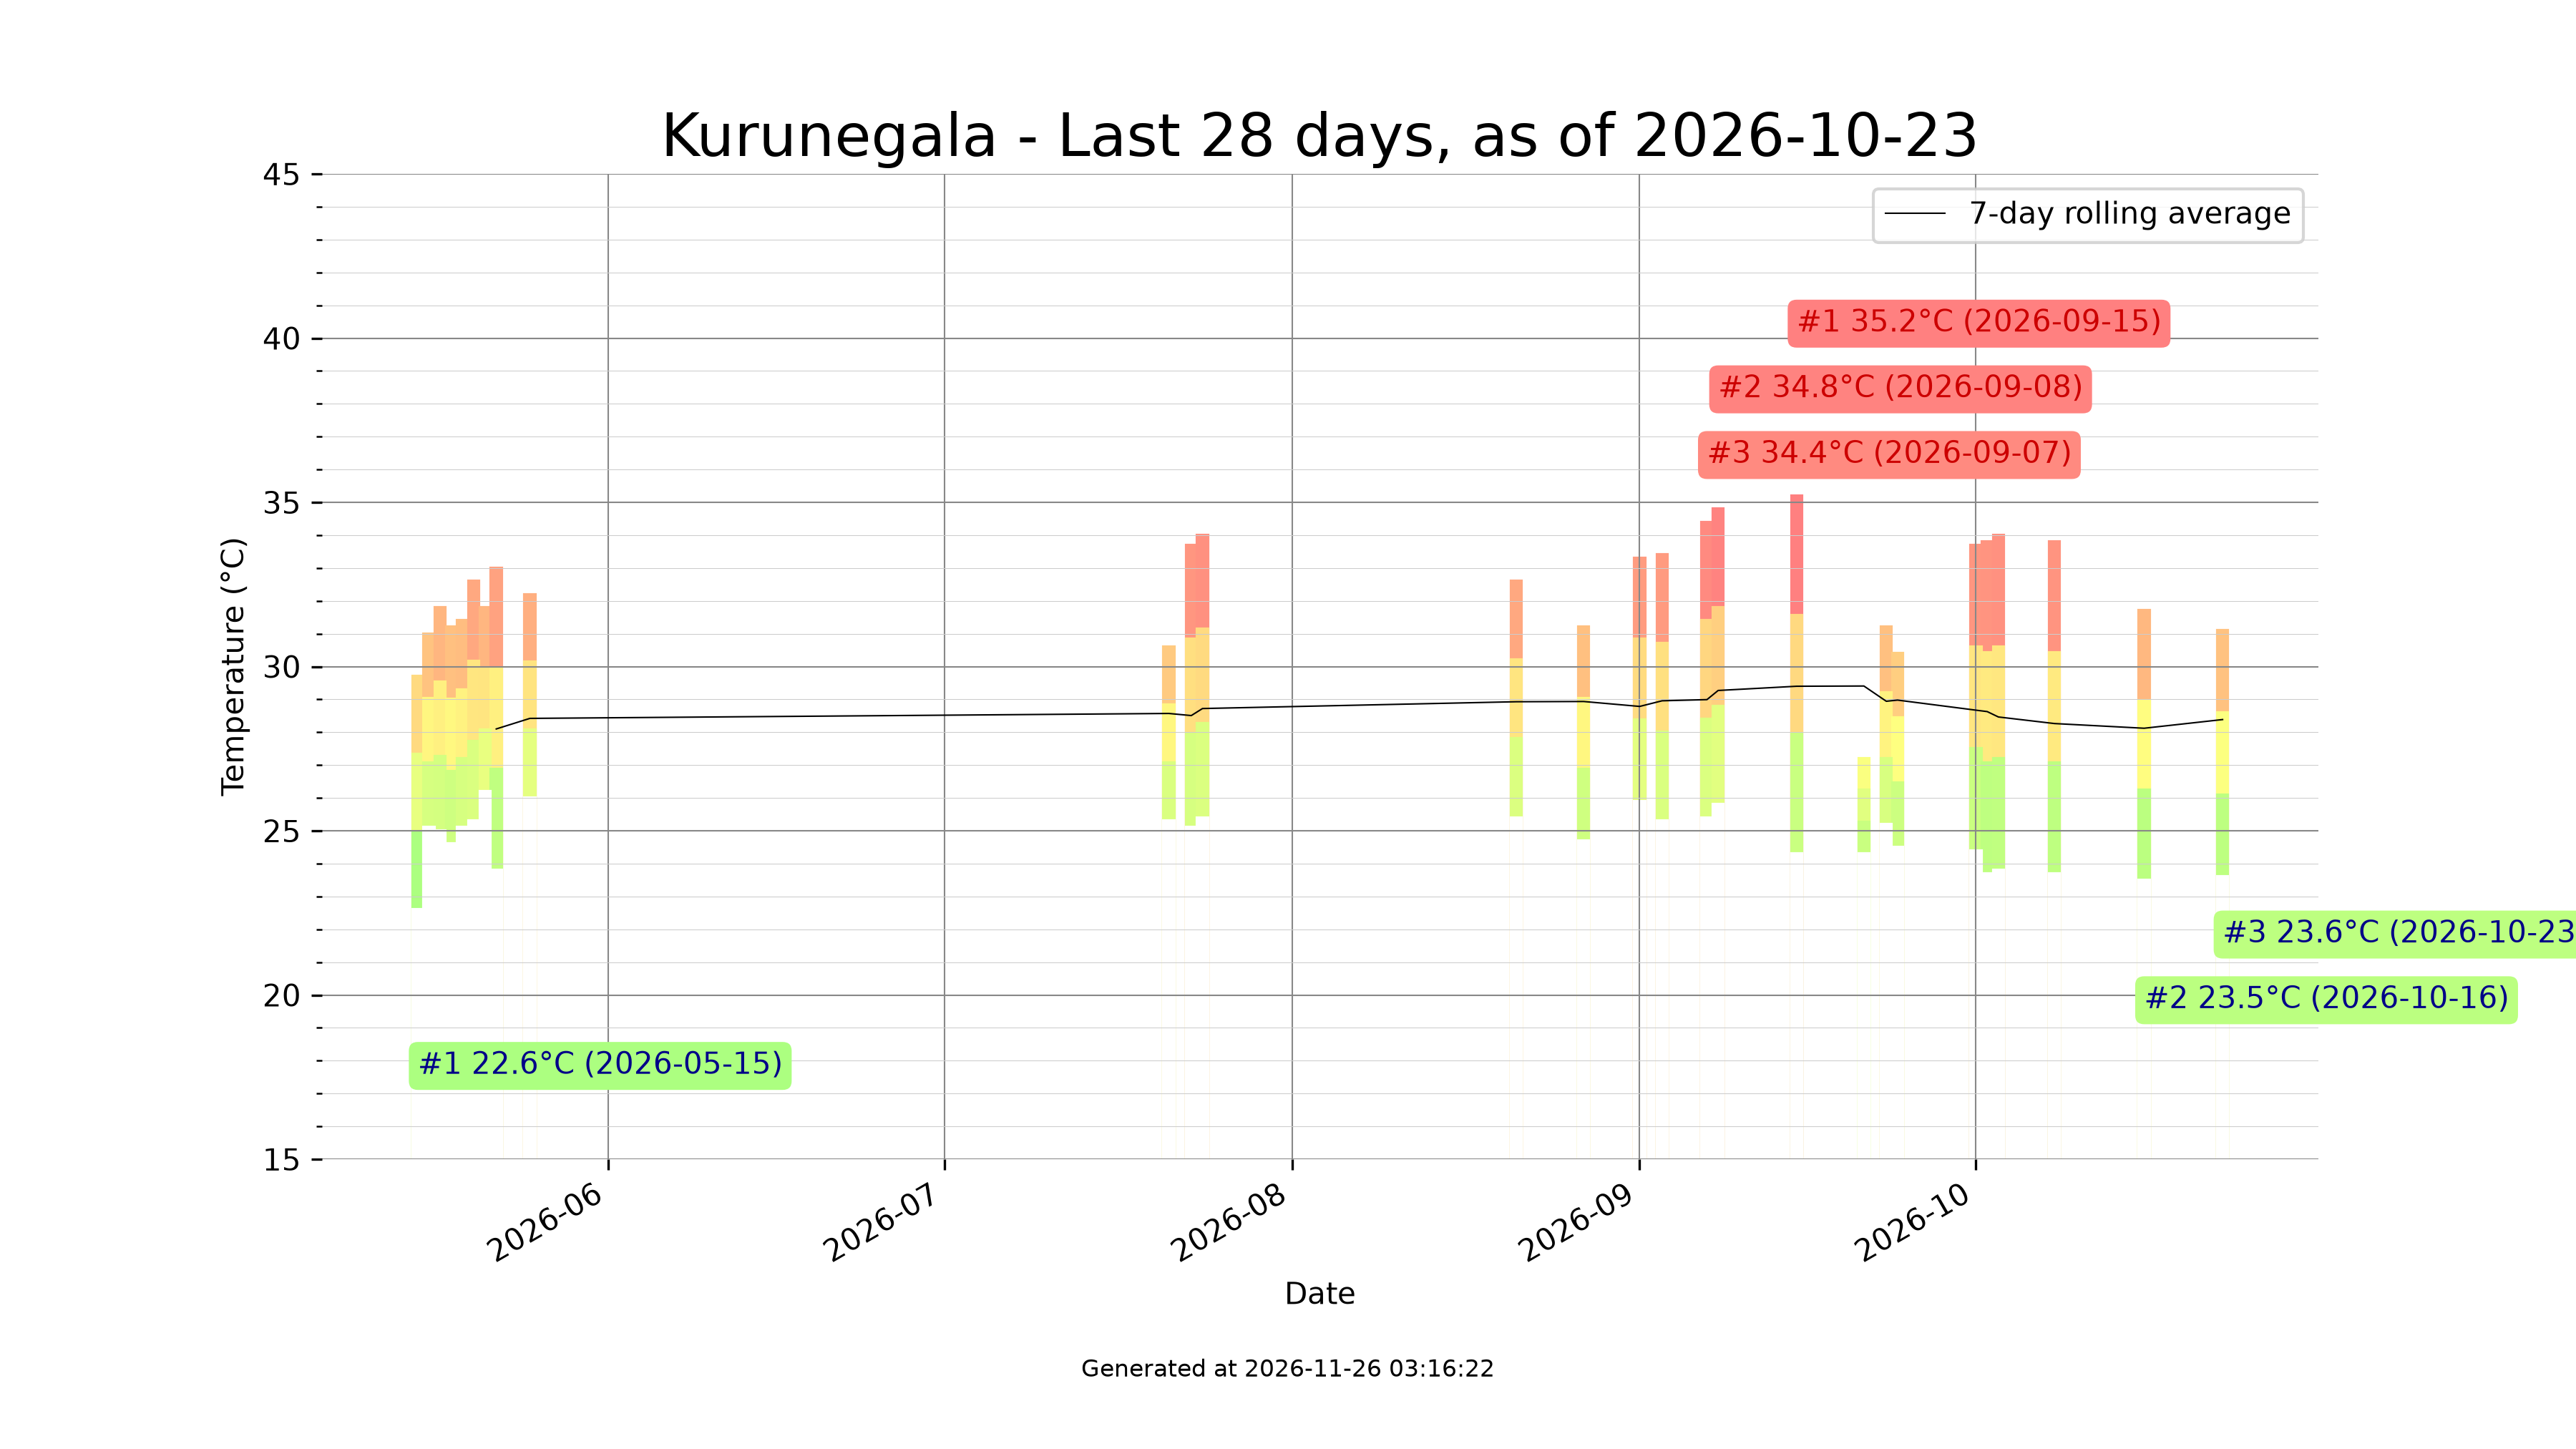 Kurunegala - Last 28 days, as of 2026-10-23
45
7-day rolling average
#1 35.2°C (2026-09-15)
40
#2 34.8°C (2026-09-08)
#3 34.4°C (2026-09-07)
35
Temperature (°C)
30
25
#3 23.6°C (2026-10-23
20
#2 23.5°C (2026-10-16)
#1 22.6°C (2026-05-15)
15
2026-06
2026-07
2026-08
2026-09
2026-10
Date
Generated at 2026-11-26 03:16:22